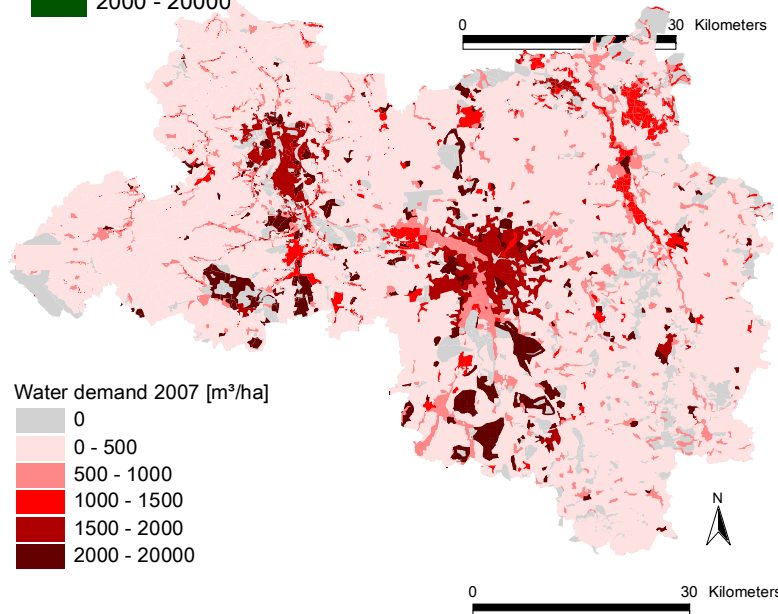 2000 - 20000
0 30 Kilometers
Water demand 2007 [m³/ha]
0
0 - 500
500 - 1000
1000 - 1500
1500 - 2000
2000 - 20000
N
0 30 Kilometers